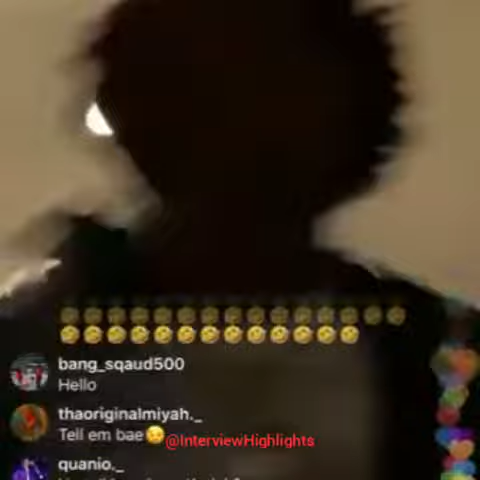 bang_sqaud500
Hello
thaoriginalmiyah._
Tell em bae😏
@InterviewHighlights
quanio._